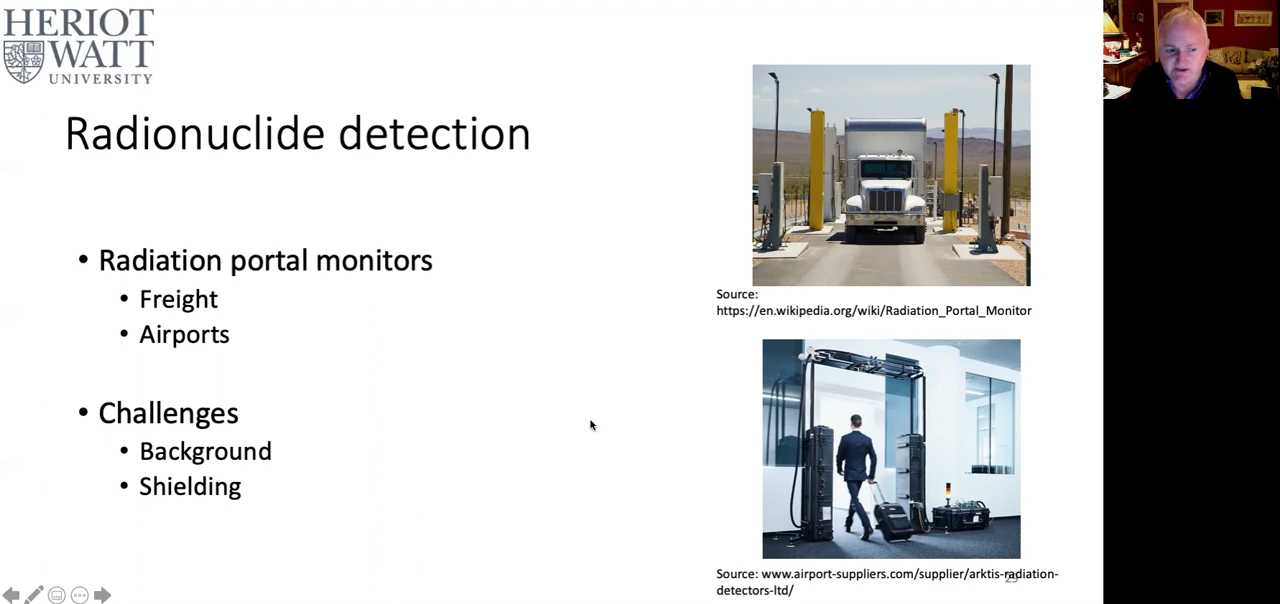 HERIOT
WATT
UNIVERSITY
Radionuclide detection
• Radiation portal monitors
• Freight
• Airports
• Challenges
• Background
• Shielding
Source:
https://en.wikipedia.org/wiki/Radiation_Portal_Monitor
Source: www.airport-suppliers.com/supplier/arktis-radiation-
detectors-ltd/